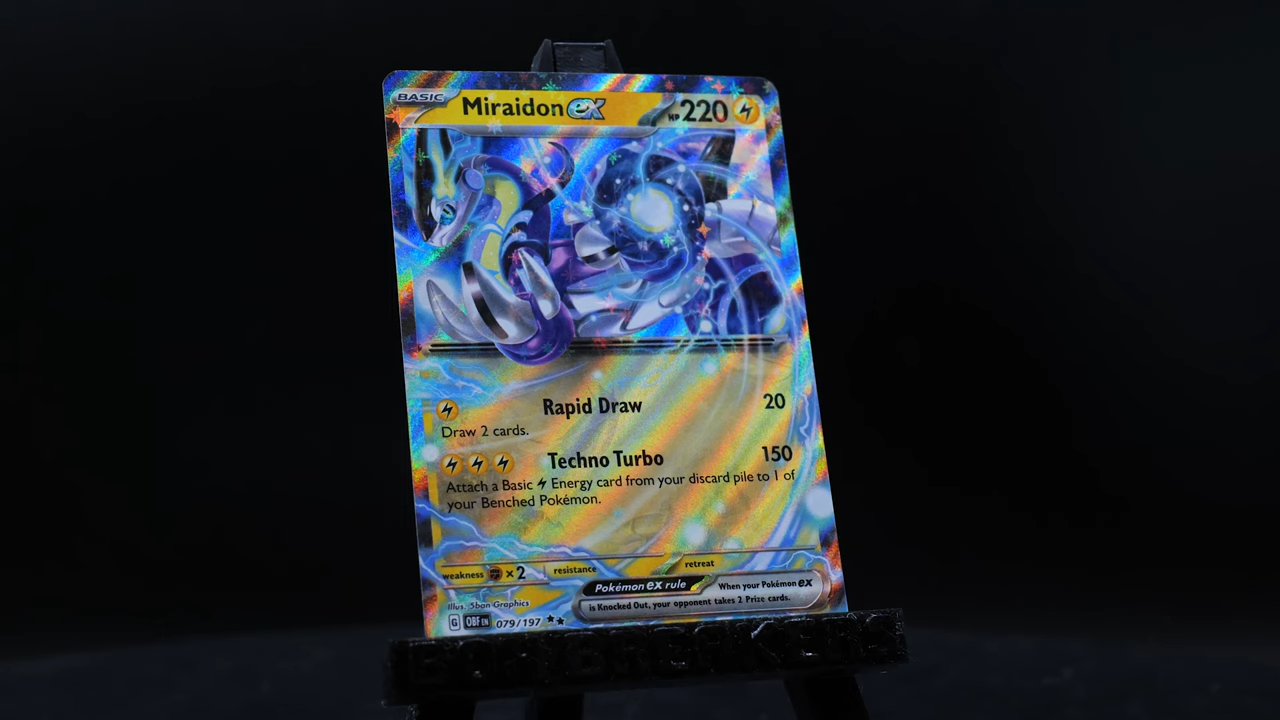 BASIC Miraidon ex HP 220
Rapid Draw 20
Draw 2 cards.
Techno Turbo 150
Attach a Basic Energy card from your discard pile to 1 of
your Benched Pokémon.
weakness ×2 resistance retreat
Pokémon ex rule When your Pokémon ex
is Knocked Out, your opponent takes 2 Prize cards.
Illus. 5ban Graphics
G OBF EN 079/197